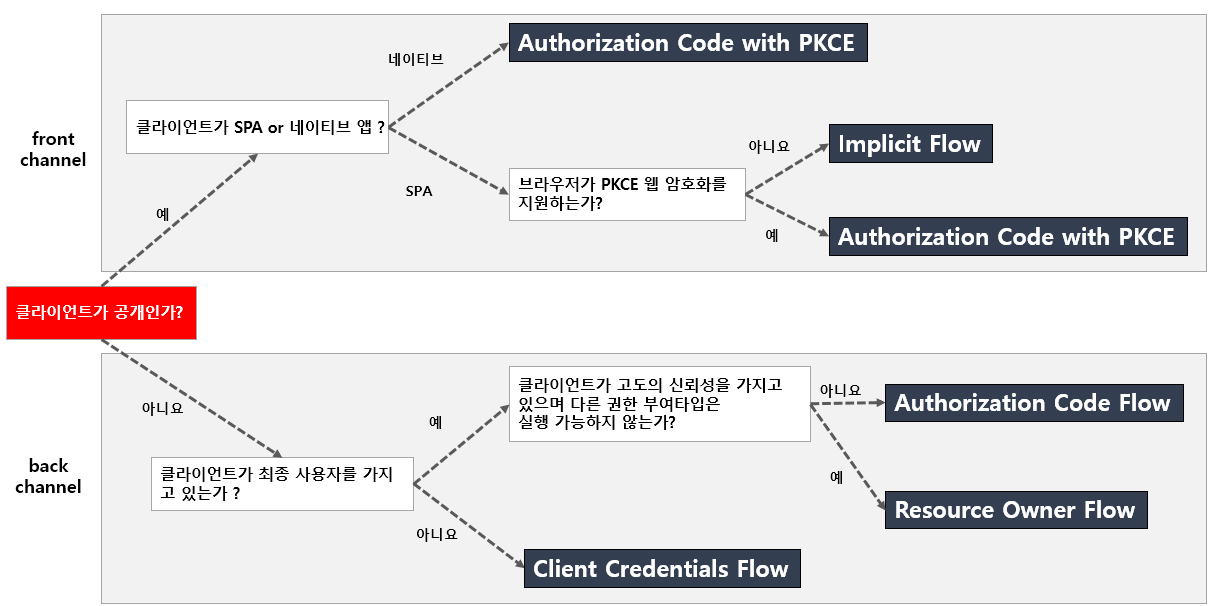 네이티브
Authorization Code with PKCE
클라이언트가 SPA or 네이티브 앱 ?
front
channel
아니요
Implicit Flow
SPA
브라우저가 PKCE 웹 암호화를
지원하는가?
예
예
Authorization Code with PKCE
클라이언트가 공개인가?
아니요
클라이언트가 고도의 신뢰성을 가지고
있으며 다른 권한 부여타입은
실행 가능하지 않는가?
아니요
Authorization Code Flow
예
back
channel
클라이언트가 최종 사용자를 가지
고 있는가 ?
예
Resource Owner Flow
아니요
Client Credentials Flow